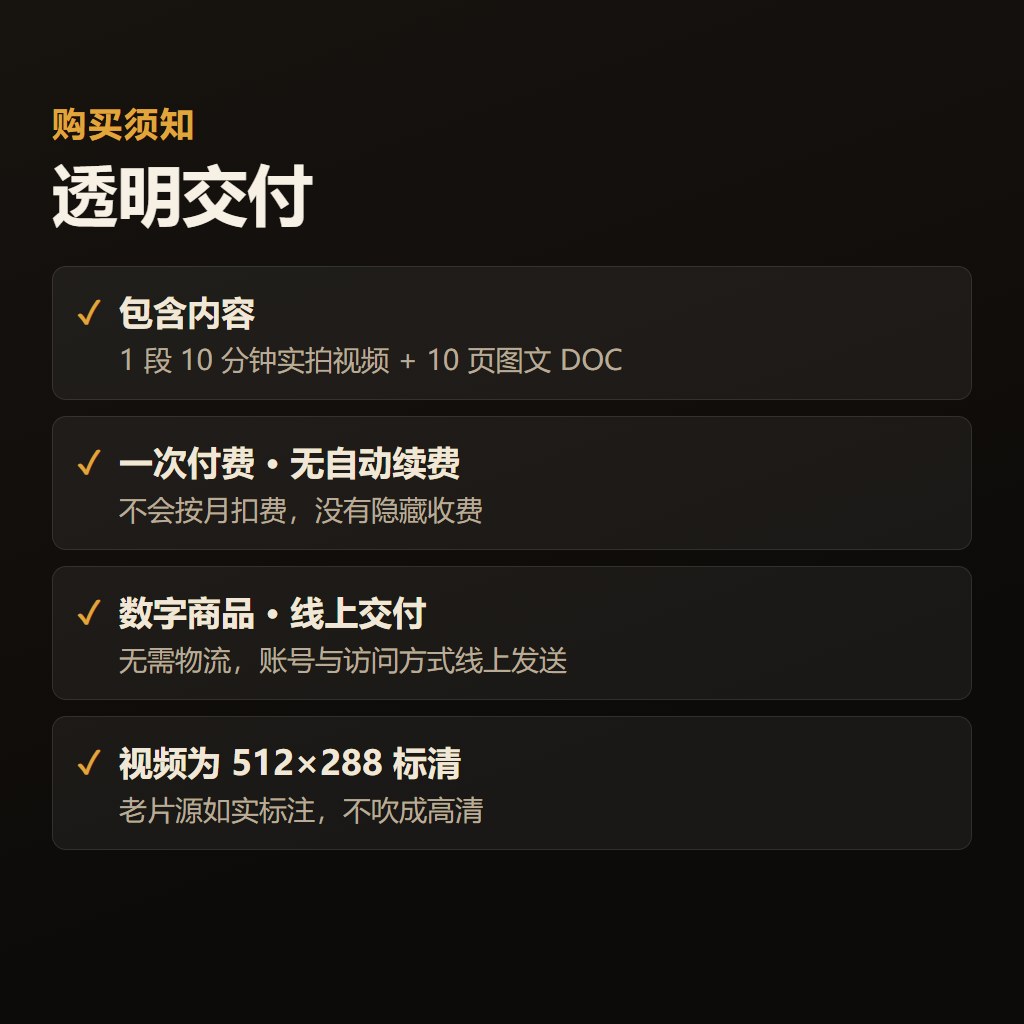 购买须知
透明交付
✓ 包含内容
1 段 10 分钟实拍视频 + 10 页图文 DOC
✓ 一次付费·无自动续费
不会按月扣费，没有隐藏收费
✓ 数字商品·线上交付
无需物流，账号与访问方式线上发送
✓ 视频为 512×288 标清
老片源如实标注，不吹成高清